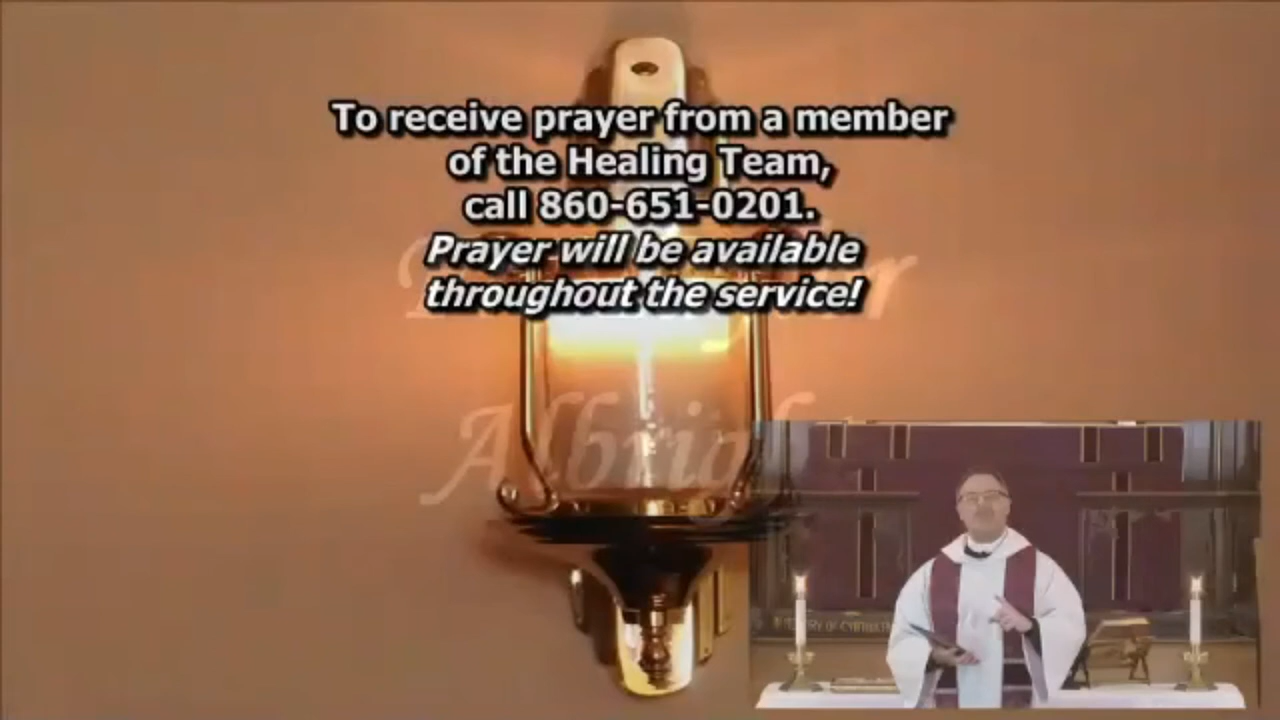 To receive prayer from a member
of the Healing Team,
call 860-651-0201.
Prayer will be available
throughout the service!